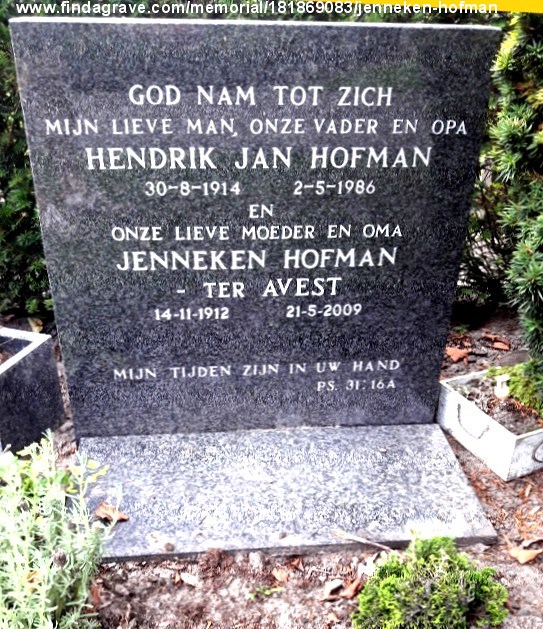 www.findagrave.com/memorial/181869083/jenneken-hofman
GOD NAM TOT ZICH
MIJN LIEVE MAN, ONZE VADER EN OPA
HENDRIK JAN HOFMAN
30-8-1914 2-5-1986
EN
ONZE LIEVE MOEDER EN OMA
JENNEKEN HOFMAN
- TER AVEST
14-11-1912 21-5-2009
MIJN TIJDEN ZIJN IN UW HAND
PS. 31:16A